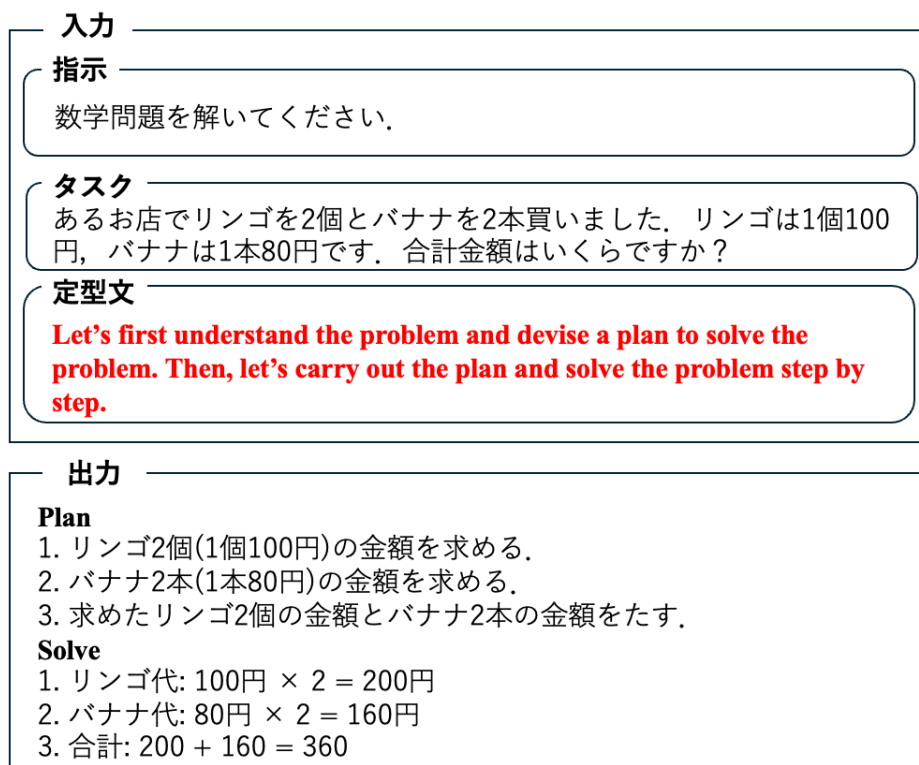 入力
指示
数学問題を解いてください．
タスク
あるお店でリンゴを2個とバナナを2本買いました．リンゴは1個100
円，バナナは1本80円です．合計金額はいくらですか？
定型文
Let’s first understand the problem and devise a plan to solve the
problem. Then, let’s carry out the plan and solve the problem step by
step.
出力
Plan
1. リンゴ2個(1個100円)の金額を求める．
2. バナナ2本(1本80円)の金額を求める．
3. 求めたリンゴ2個の金額とバナナ2本の金額をたす．
Solve
1. リンゴ代: 100円 × 2 = 200円
2. バナナ代: 80円 × 2 = 160円
3. 合計: 200 + 160 = 360